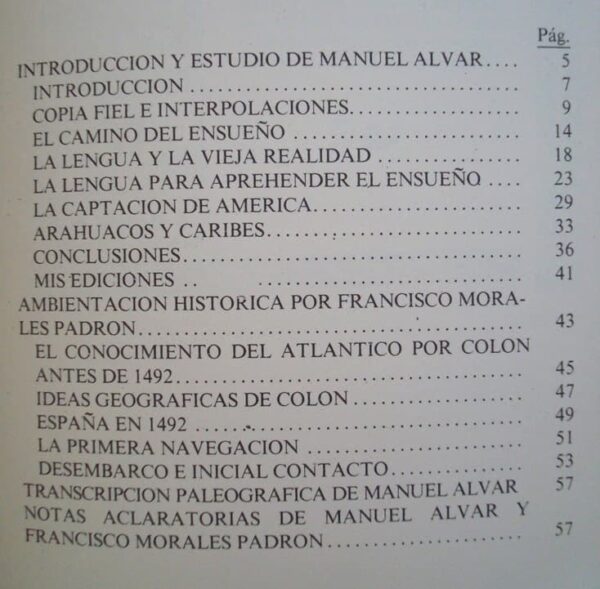 Pág.
INTRODUCCION Y ESTUDIO DE MANUEL ALVAR.... 5
INTRODUCCION............................ 7
COPIA FIEL E INTERPOLACIONES................ 9
EL CAMINO DEL ENSUEÑO .................... 14
LA LENGUA Y LA VIEJA REALIDAD.............. 18
LA LENGUA PARA APREHENDER EL ENSUEÑO.... 23
LA CAPTACION DE AMERICA................... 29
ARAHUACOS Y CARIBES....................... 33
CONCLUSIONES............................. 36
MIS EDICIONES .. ........................ 41
AMBIENTACION HISTORICA POR FRANCISCO MORA-
LES PADRON................................ 43
EL CONOCIMIENTO DEL ATLANTICO POR COLON
ANTES DE 1492............................. 45
IDEAS GEOGRAFICAS DE COLON................ 47
ESPAÑA EN 1492 ........................... 49
LA PRIMERA NAVEGACION.................... 51
DESEMBARCO E INICIAL CONTACTO............ 53
TRANSCRIPCION PALEOGRAFICA DE MANUEL ALVAR 57
NOTAS ACLARATORIAS DE MANUEL ALVAR Y
FRANCISCO MORALES PADRON................. 57